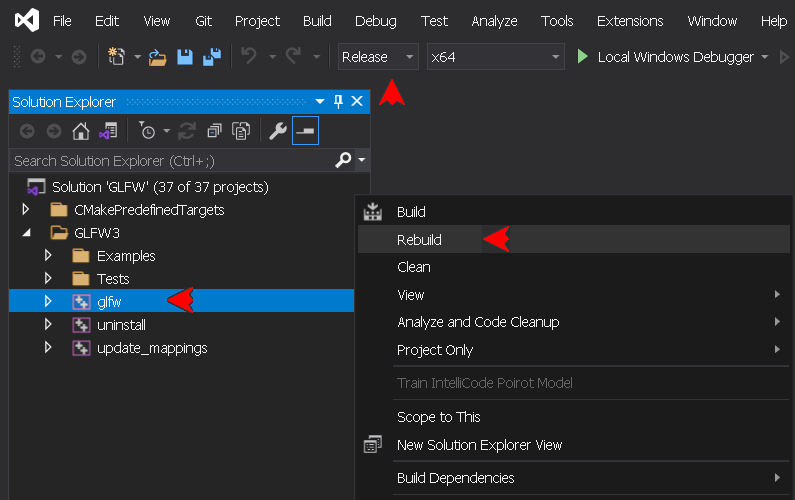 File Edit View Git Project Build Debug Test Analyze Tools Extensions Window Help
Release x64 Local Windows Debugger
Solution Explorer
Search Solution Explorer (Ctrl+;)
Solution 'GLFW' (37 of 37 projects)
CMakePredefinedTargets
GLFW3
Examples
Tests
glfw
uninstall
update_mappings
Build
Rebuild
Clean
View
Analyze and Code Cleanup
Project Only
Train IntelliCode Poirot Model
Scope to This
New Solution Explorer View
Build Dependencies